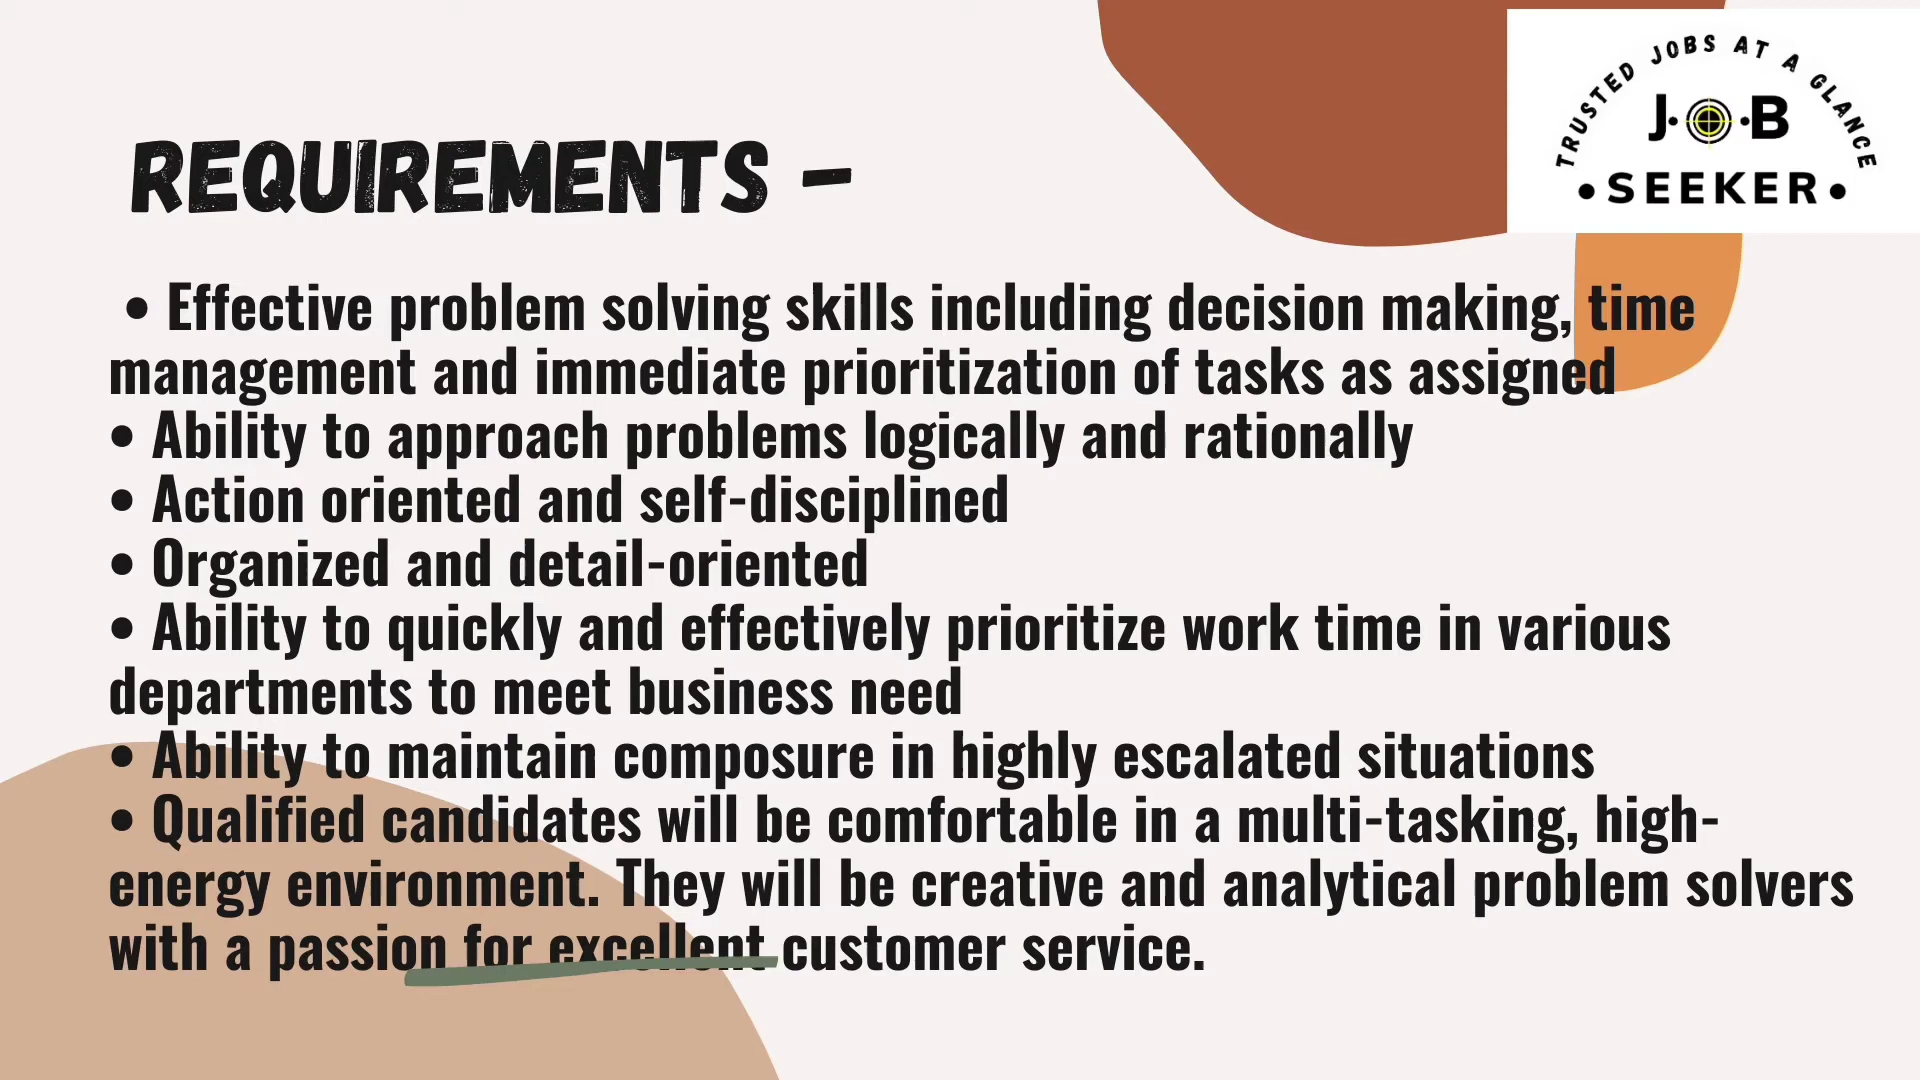 TRUSTED JOBS AT A GLANCE
J•B
•SEEKER•
REQUIREMENTS –
• Effective problem solving skills including decision making, time
management and immediate prioritization of tasks as assigned
• Ability to approach problems logically and rationally
• Action oriented and self-disciplined
• Organized and detail-oriented
• Ability to quickly and effectively prioritize work time in various
departments to meet business need
• Ability to maintain composure in highly escalated situations
• Qualified candidates will be comfortable in a multi-tasking, high-
energy environment. They will be creative and analytical problem solvers
with a passion for excellent customer service.